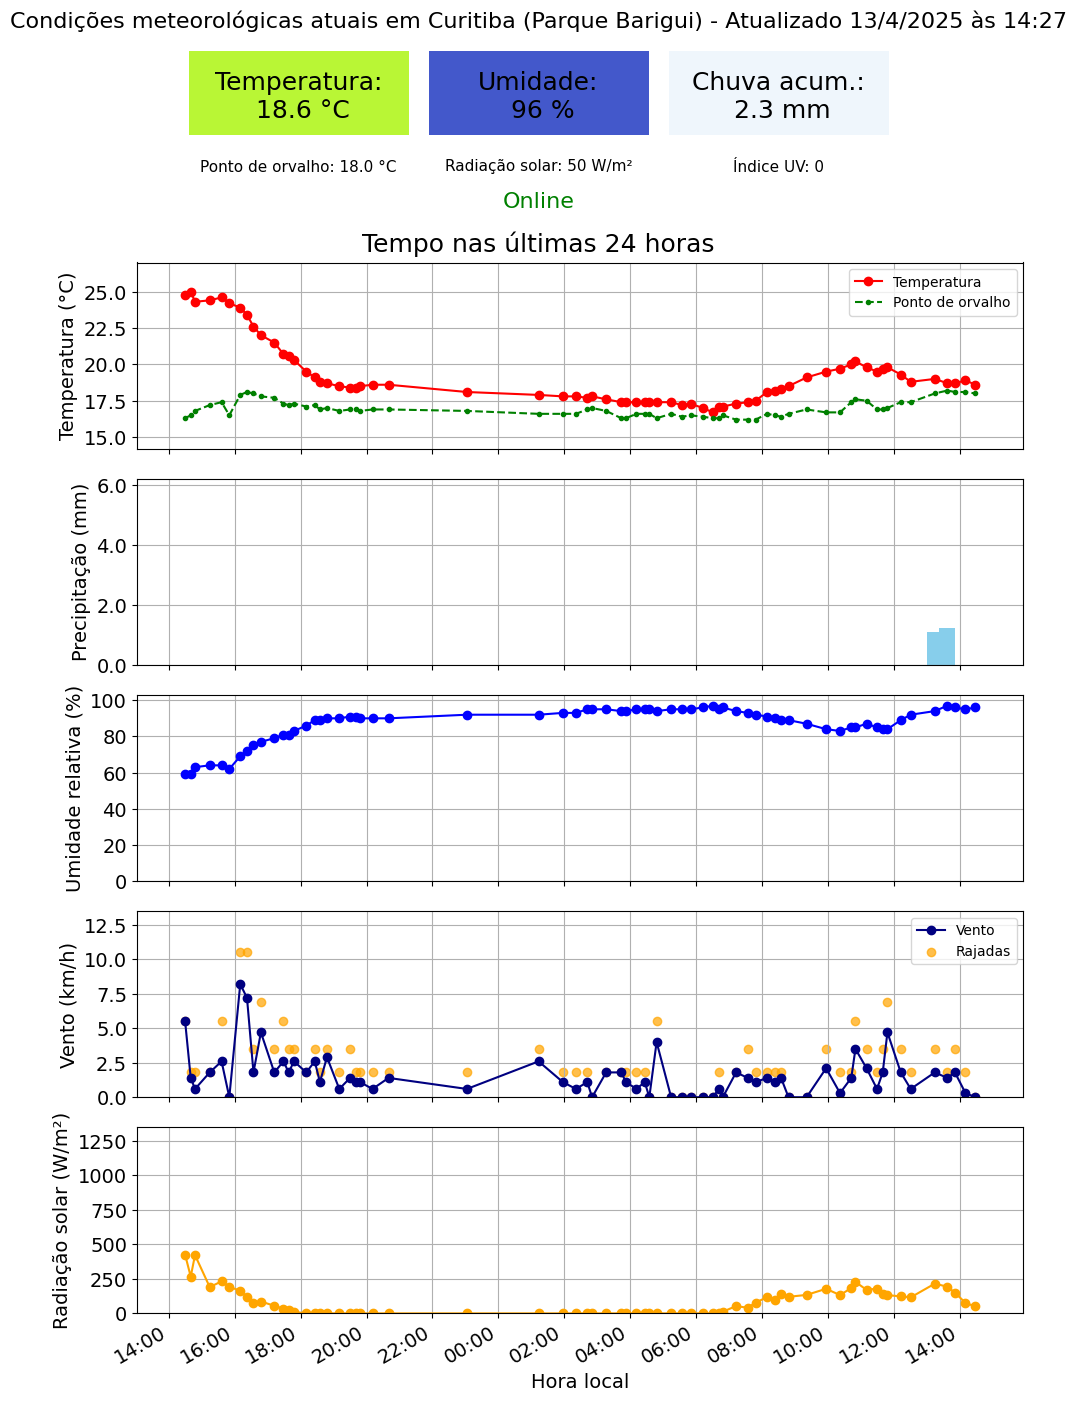 Condições meteorológicas atuais em Curitiba (Parque Barigui) - Atualizado 13/4/2025 às 14:27
Temperatura:
18.6 °C
Umidade:
96 %
Chuva acum.:
2.3 mm
Ponto de orvalho: 18.0 °C
Radiação solar: 50 W/m²
Índice UV: 0
Online
Tempo nas últimas 24 horas
Temperatura (°C)
25.0
22.5
20.0
17.5
15.0
Temperatura
Ponto de orvalho
Precipitação (mm)
6.0
4.0
2.0
0.0
Umidade relativa (%)
100
80
60
40
20
0
Vento (km/h)
12.5
10.0
7.5
5.0
2.5
0.0
Vento
Rajadas
Radiação solar (W/m²)
1250
1000
750
500
250
0
14:00
16:00
18:00
20:00
22:00
00:00
02:00
04:00
06:00
08:00
10:00
12:00
14:00
Hora local